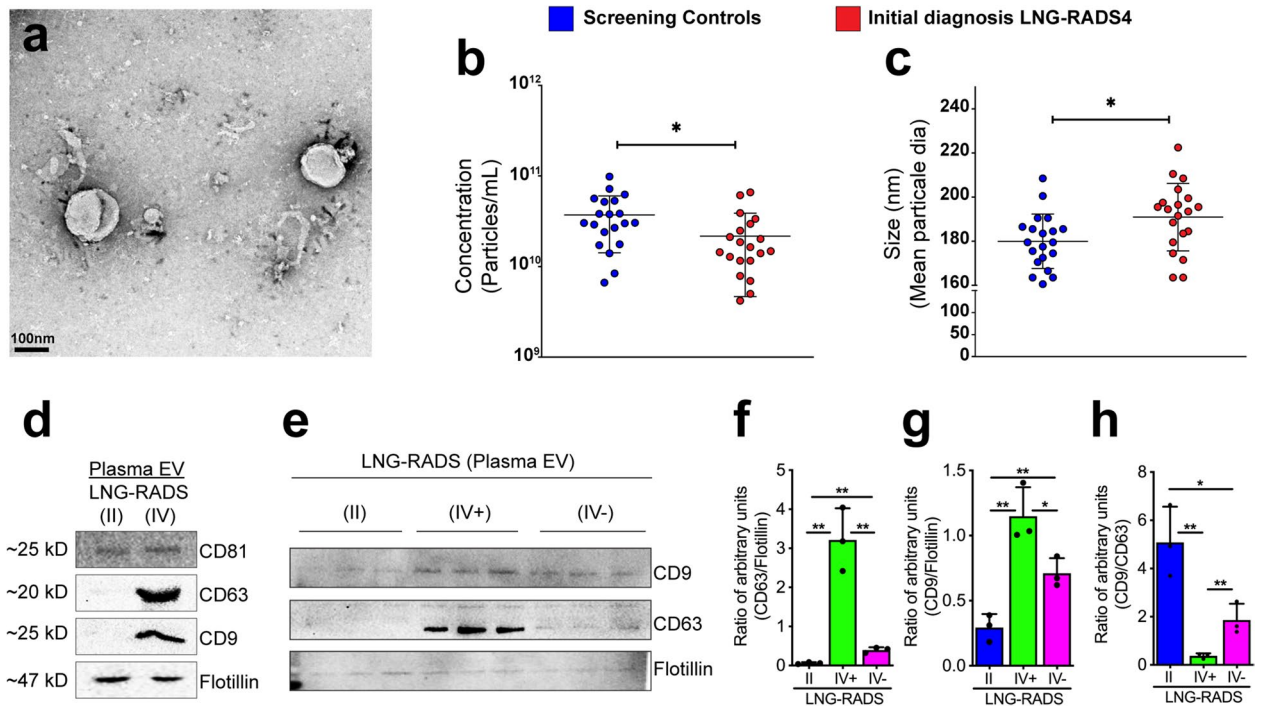 Screening Controls
Initial diagnosis LNG-RADS4
a
100nm
b
Concentration
(Particles/mL)
10¹²
10¹¹
10¹⁰
10⁹
*
c
Size (nm)
(Mean particale dia)
240
220
200
180
160
100
50
0
*
d
Plasma EV
LNG-RADS
(II) (IV)
~25 kD CD81
~20 kD CD63
~25 kD CD9
~47 kD Flotillin
e
LNG-RADS (Plasma EV)
(II) (IV+) (IV-)
CD9
CD63
Flotillin
f
Ratio of arbitrary units
(CD63/Flotillin)
5
4
3
2
1
0
**
** **
II IV+ IV-
LNG-RADS
g
Ratio of arbitrary units
(CD9/Flotillin)
1.5
1.0
0.5
0.0
**
** *
II IV+ IV-
LNG-RADS
h
Ratio of arbitrary units
(CD9/CD63)
8
6
4
2
0
*
**
**
II IV+ IV-
LNG-RADS